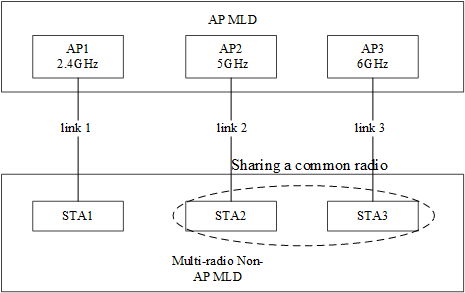 AP MLD
AP1
2.4GHz
AP2
5GHz
AP3
6GHz
link 1
link 2
link 3
Sharing a common radio
STA1
STA2
STA3
Multi-radio Non-
AP MLD